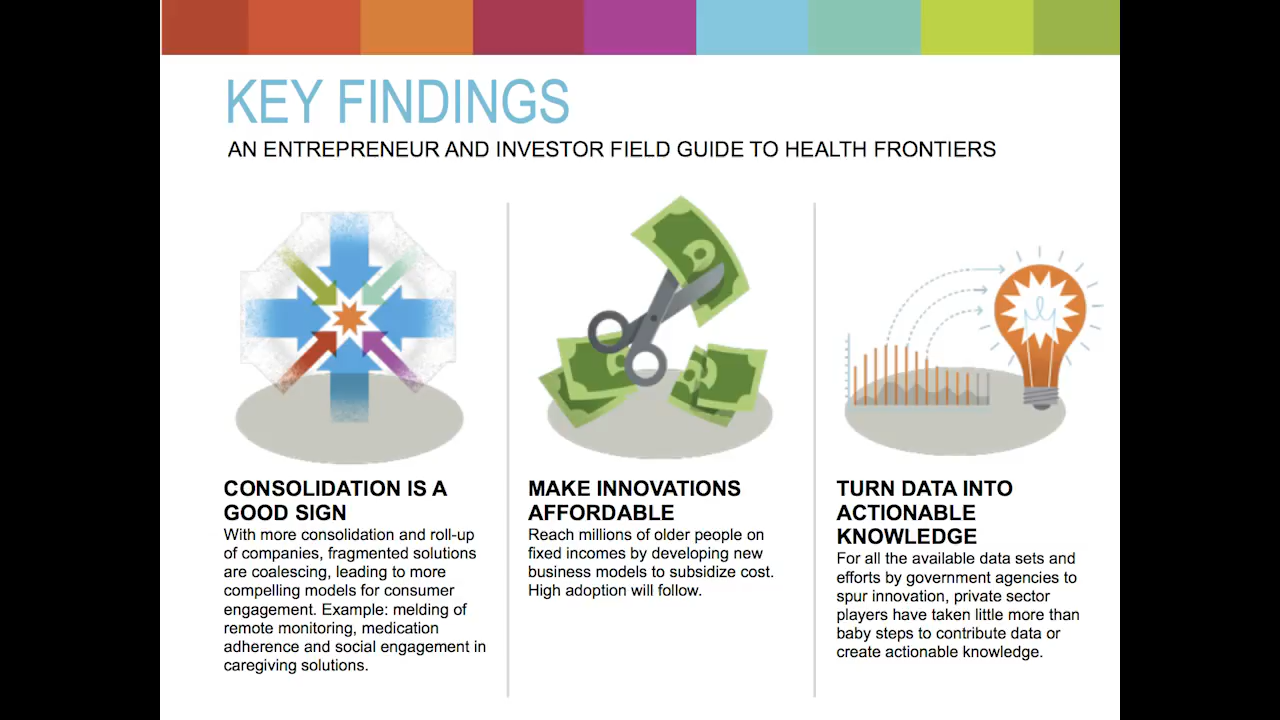 KEY FINDINGS
AN ENTREPRENEUR AND INVESTOR FIELD GUIDE TO HEALTH FRONTIERS
CONSOLIDATION IS A
GOOD SIGN
With more consolidation and roll-up
of companies, fragmented solutions
are coalescing, leading to more
compelling models for consumer
engagement. Example: melding of
remote monitoring, medication
adherence and social engagement in
caregiving solutions.
MAKE INNOVATIONS
AFFORDABLE
Reach millions of older people on
fixed incomes by developing new
business models to subsidize cost.
High adoption will follow.
TURN DATA INTO
ACTIONABLE
KNOWLEDGE
For all the available data sets and
efforts by government agencies to
spur innovation, private sector
players have taken little more than
baby steps to contribute data or
create actionable knowledge.